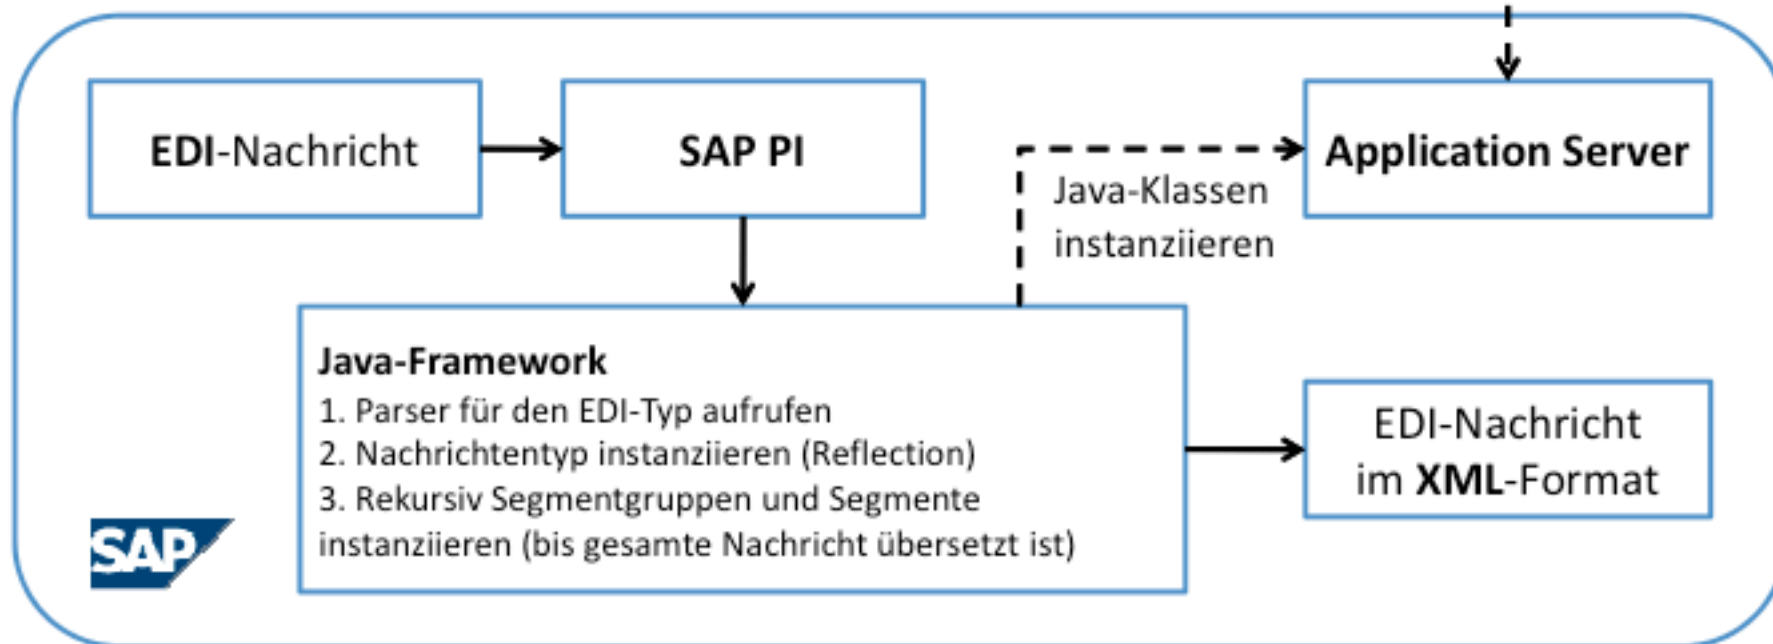 EDI-Nachricht
SAP PI
Application Server
Java-Klassen
instanziieren
Java-Framework
1. Parser für den EDI-Typ aufrufen
2. Nachrichtentyp instanziieren (Reflection)
3. Rekursiv Segmentgruppen und Segmente
instanziieren (bis gesamte Nachricht übersetzt ist)
EDI-Nachricht
im XML-Format
SAP